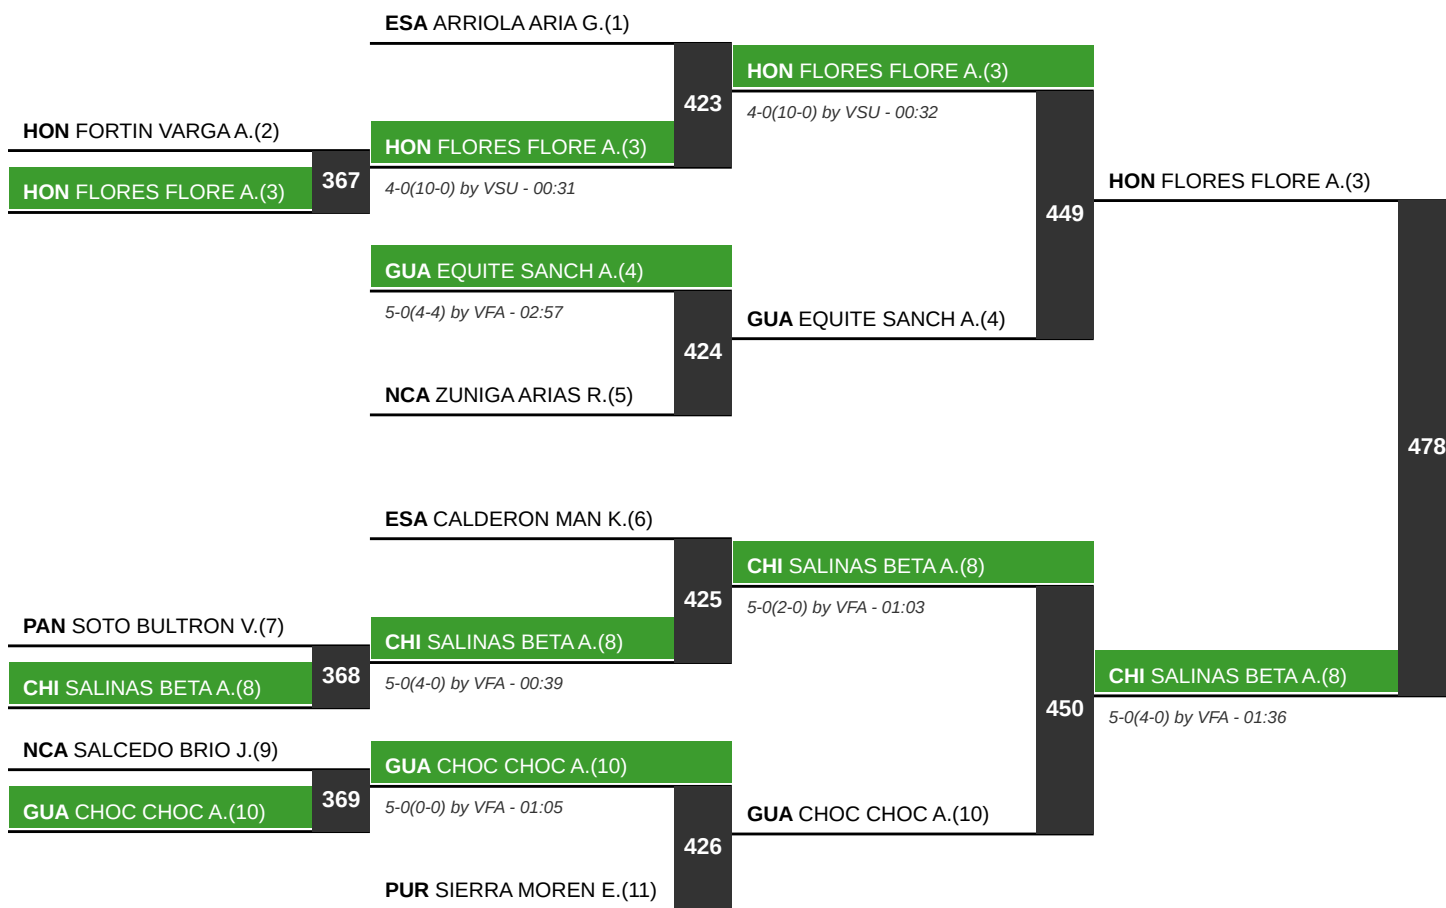 ESA ARRIOLA ARIA G.(1)
HON FLORES FLORE A.(3)
423
4-0(10-0) by VSU - 00:32
HON FORTIN VARGA A.(2)
HON FLORES FLORE A.(3)
367
HON FLORES FLORE A.(3)
4-0(10-0) by VSU - 00:31
HON FLORES FLORE A.(3)
449
GUA EQUITE SANCH A.(4)
5-0(4-4) by VFA - 02:57
GUA EQUITE SANCH A.(4)
424
NCA ZUNIGA ARIAS R.(5)
478
ESA CALDERON MAN K.(6)
CHI SALINAS BETA A.(8)
425
5-0(2-0) by VFA - 01:03
PAN SOTO BULTRON V.(7)
CHI SALINAS BETA A.(8)
368
CHI SALINAS BETA A.(8)
5-0(4-0) by VFA - 00:39
CHI SALINAS BETA A.(8)
450
5-0(4-0) by VFA - 01:36
NCA SALCEDO BRIO J.(9)
GUA CHOC CHOC A.(10)
369
GUA CHOC CHOC A.(10)
5-0(0-0) by VFA - 01:05
GUA CHOC CHOC A.(10)
426
PUR SIERRA MOREN E.(11)